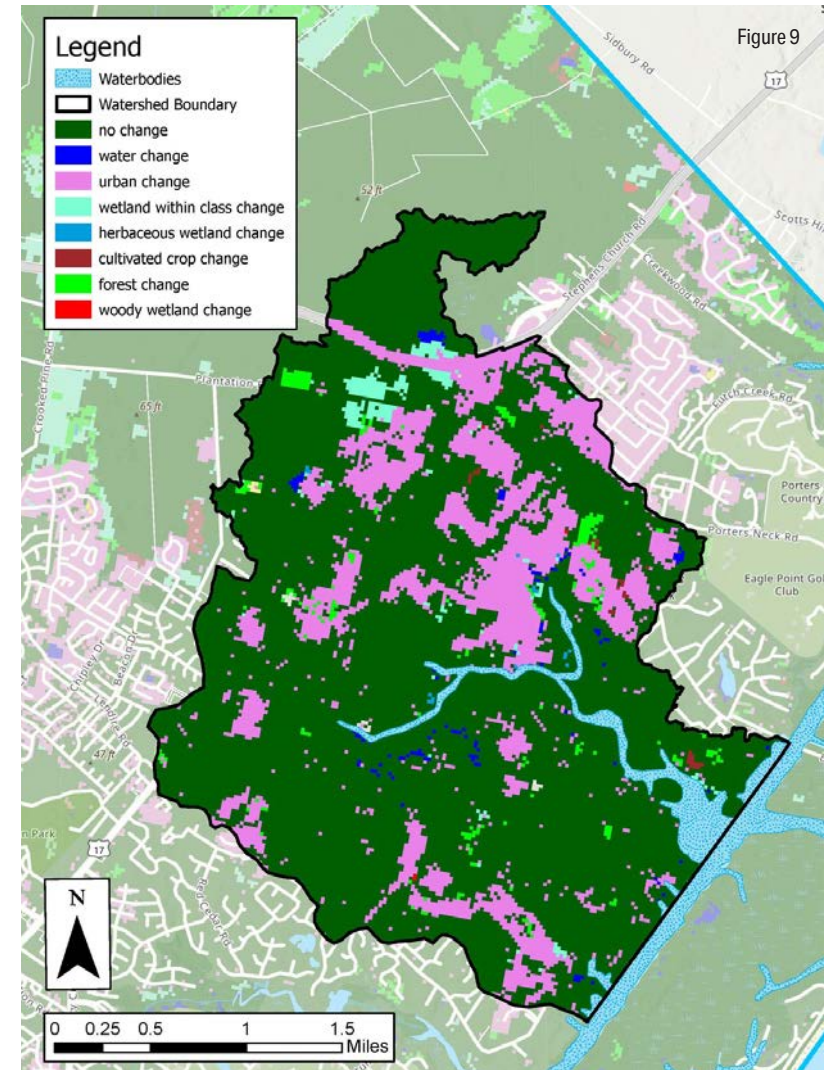 Figure 9
Legend
Waterbodies
Watershed Boundary
no change
water change
urban change
wetland within class change
herbaceous wetland change
cultivated crop change
forest change
woody wetland change
Sidbury Rd
17
52 ft
Scotts Hi
Stephens Church Rd
Creekwood Rd
Crooked Pine Rd
Plantation
65 ft
Futch Creek Rd
Porters
Country
Porters Neck Rd
Eagle Point Gol
Club
Chipley Dr
Beacon Dr
Lendire Rd
47 ft
n Park
17
Red Cedar Rd
N
0 0.25 0.5 1 1.5
Miles